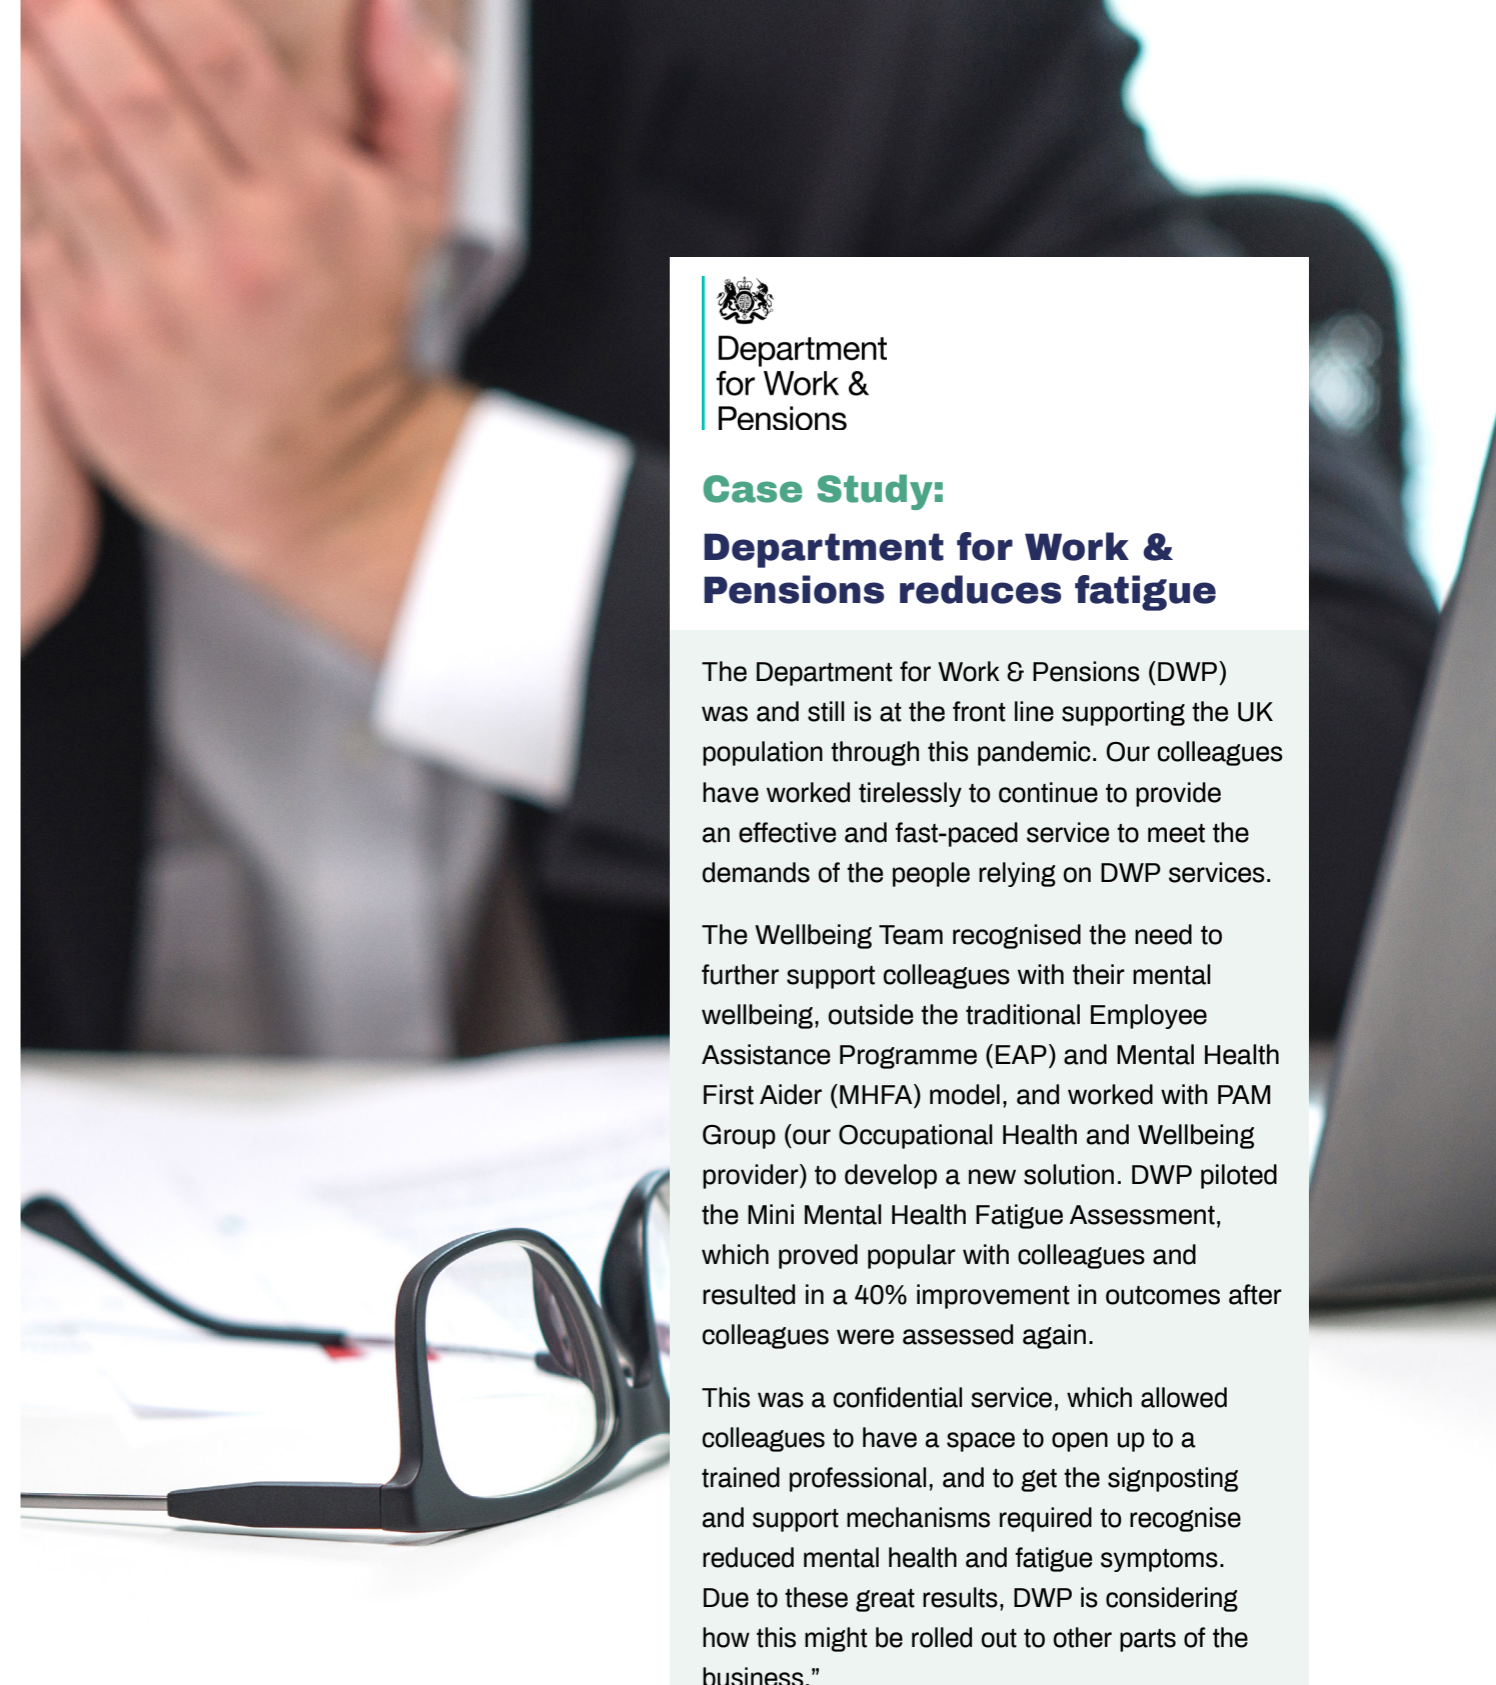 Department
for Work &
Pensions
Case Study:
Department for Work &
Pensions reduces fatigue
The Department for Work & Pensions (DWP)
was and still is at the front line supporting the UK
population through this pandemic. Our colleagues
have worked tirelessly to continue to provide
an effective and fast-paced service to meet the
demands of the people relying on DWP services.
The Wellbeing Team recognised the need to
further support colleagues with their mental
wellbeing, outside the traditional Employee
Assistance Programme (EAP) and Mental Health
First Aider (MHFA) model, and worked with PAM
Group (our Occupational Health and Wellbeing
provider) to develop a new solution. DWP piloted
the Mini Mental Health Fatigue Assessment,
which proved popular with colleagues and
resulted in a 40% improvement in outcomes after
colleagues were assessed again.
This was a confidential service, which allowed
colleagues to have a space to open up to a
trained professional, and to get the signposting
and support mechanisms required to recognise
reduced mental health and fatigue symptoms.
Due to these great results, DWP is considering
how this might be rolled out to other parts of the
business.”